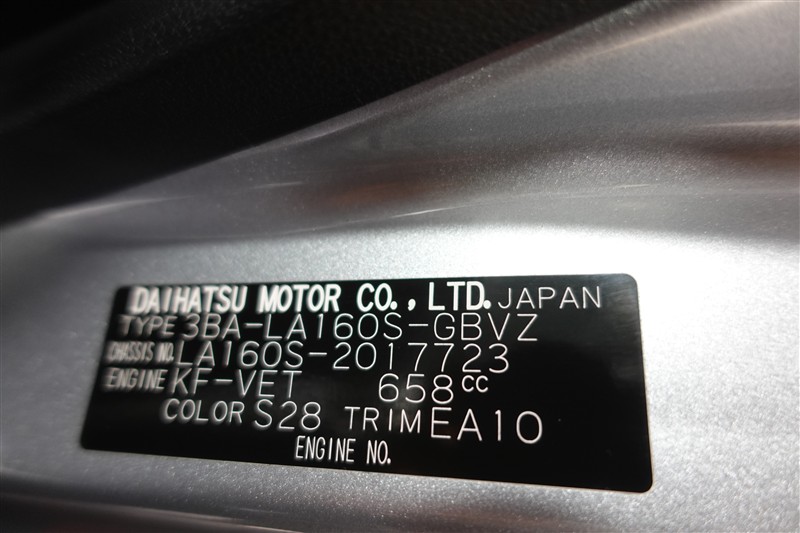 DAIHATSU MOTOR CO., LTD. JAPAN
TYPE 3BA-LA160S-GBVZ
CHASSIS NO. LA160S-2017723
ENGINE KF-VET 658cc
COLOR S28 TRIM EA10
ENGINE NO.